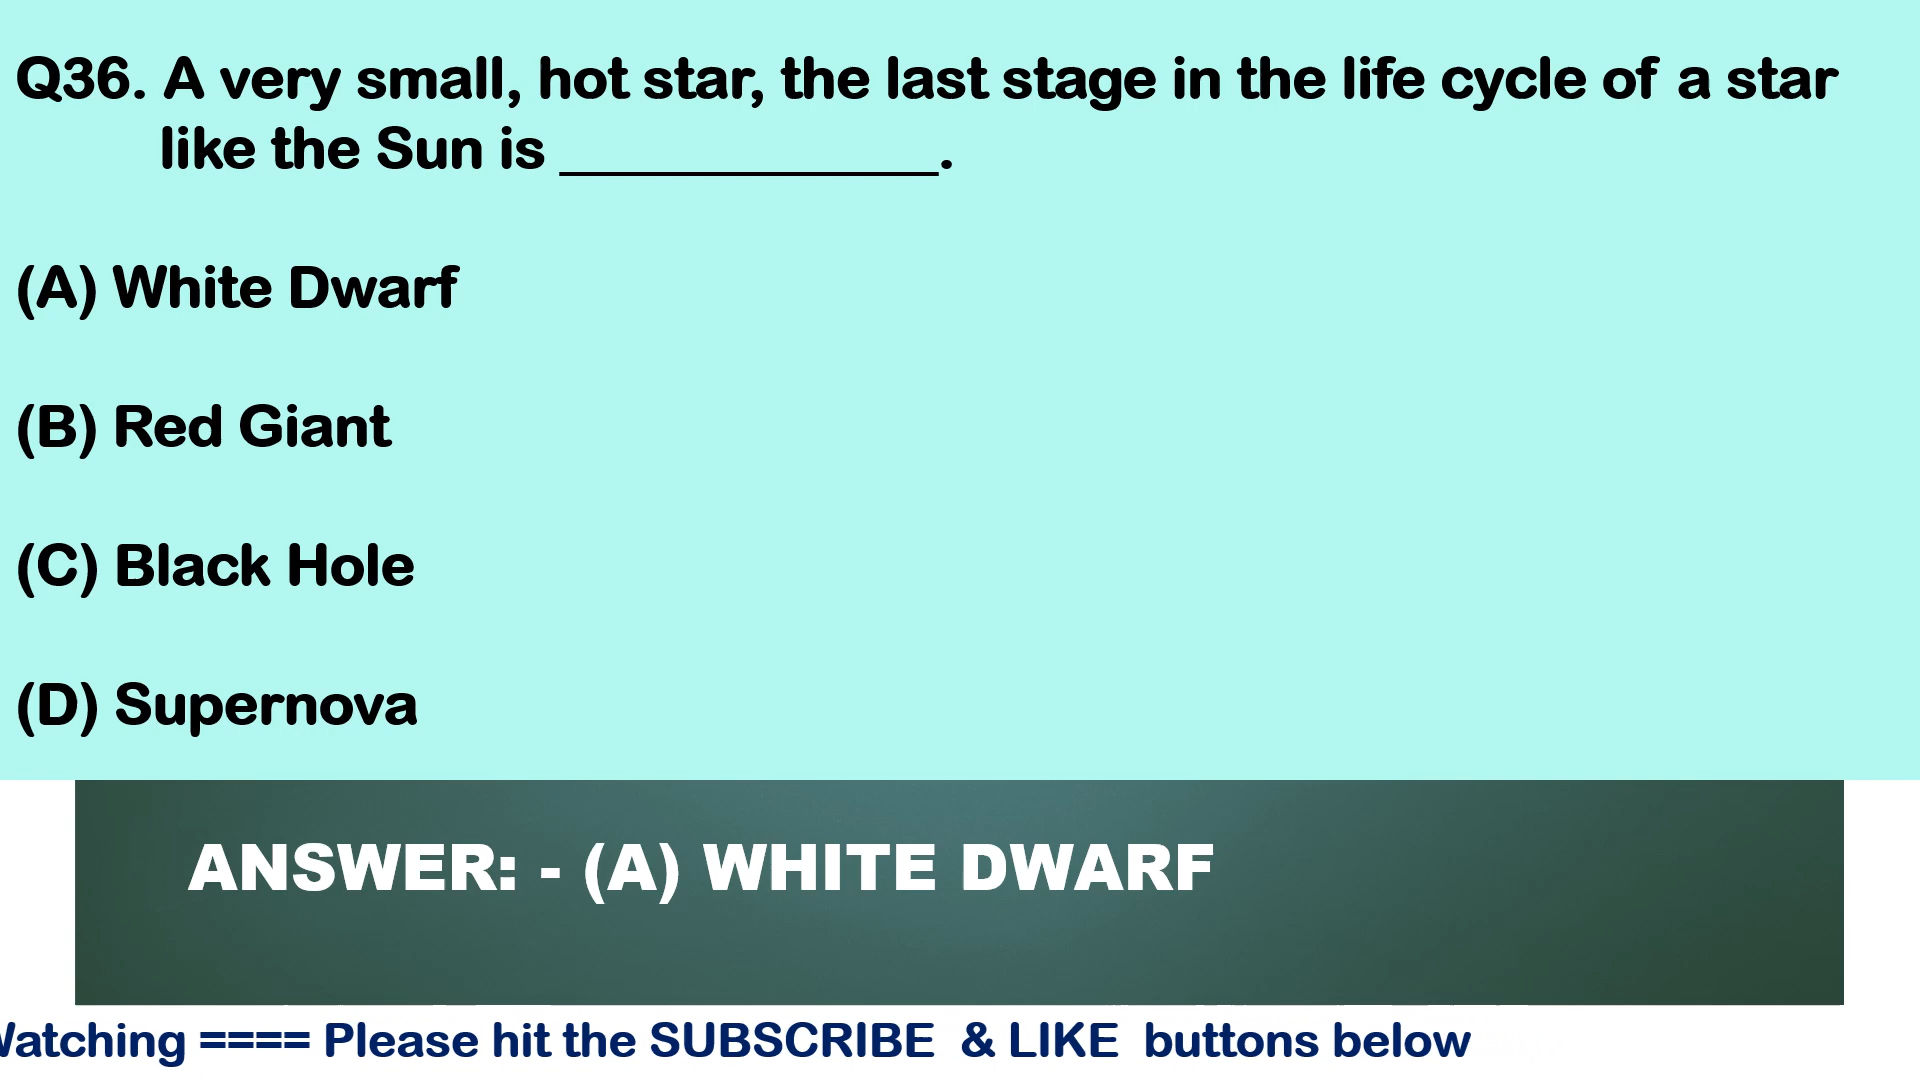 Q36. A very small, hot star, the last stage in the life cycle of a star
like the Sun is ____________.
(A) White Dwarf
(B) Red Giant
(C) Black Hole
(D) Supernova
ANSWER: - (A) WHITE DWARF
Watching ==== Please hit the SUBSCRIBE & LIKE buttons below